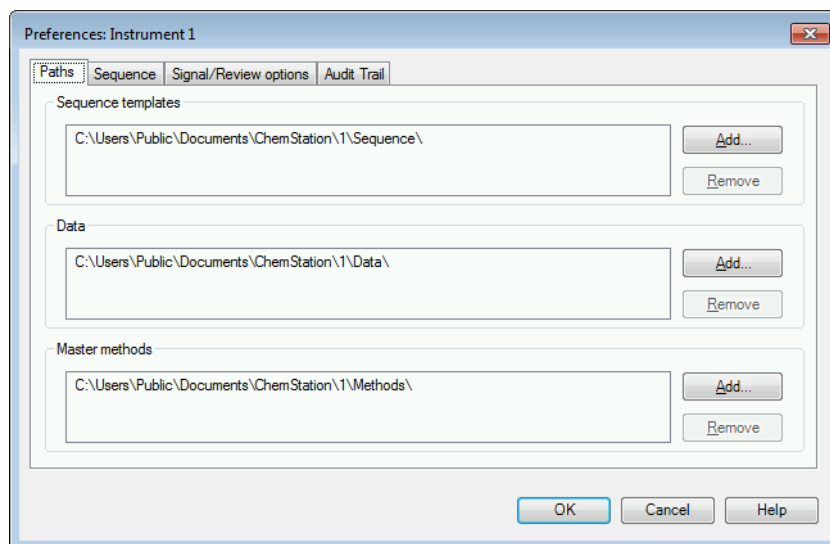 Preferences: Instrument 1
Paths Sequence Signal/Review options Audit Trail
Sequence templates
C:\Users\Public\Documents\ChemStation\1\Sequence\
Add...
Remove
Data
C:\Users\Public\Documents\ChemStation\1\Data\
Add...
Remove
Master methods
C:\Users\Public\Documents\ChemStation\1\Methods\
Add...
Remove
OK Cancel Help